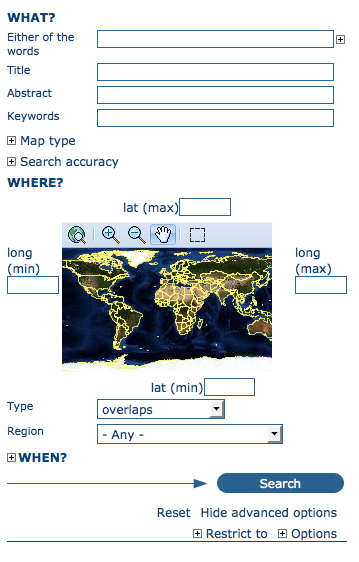 WHAT?
Either of the
words
Title
Abstract
Keywords
Map type
Search accuracy
WHERE?
lat (max)
long
(min)
long
(max)
lat (min)
Type overlaps
Region - Any -
WHEN?
Search
Reset Hide advanced options
Restrict to Options